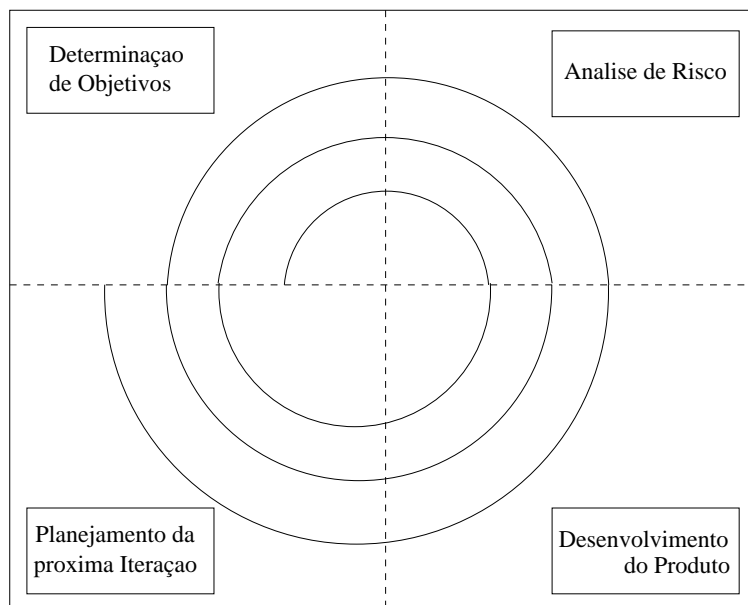 Determinaçao
de Objetivos
Analise de Risco
Planejamento da
proxima Iteraçao
Desenvolvimento
do Produto